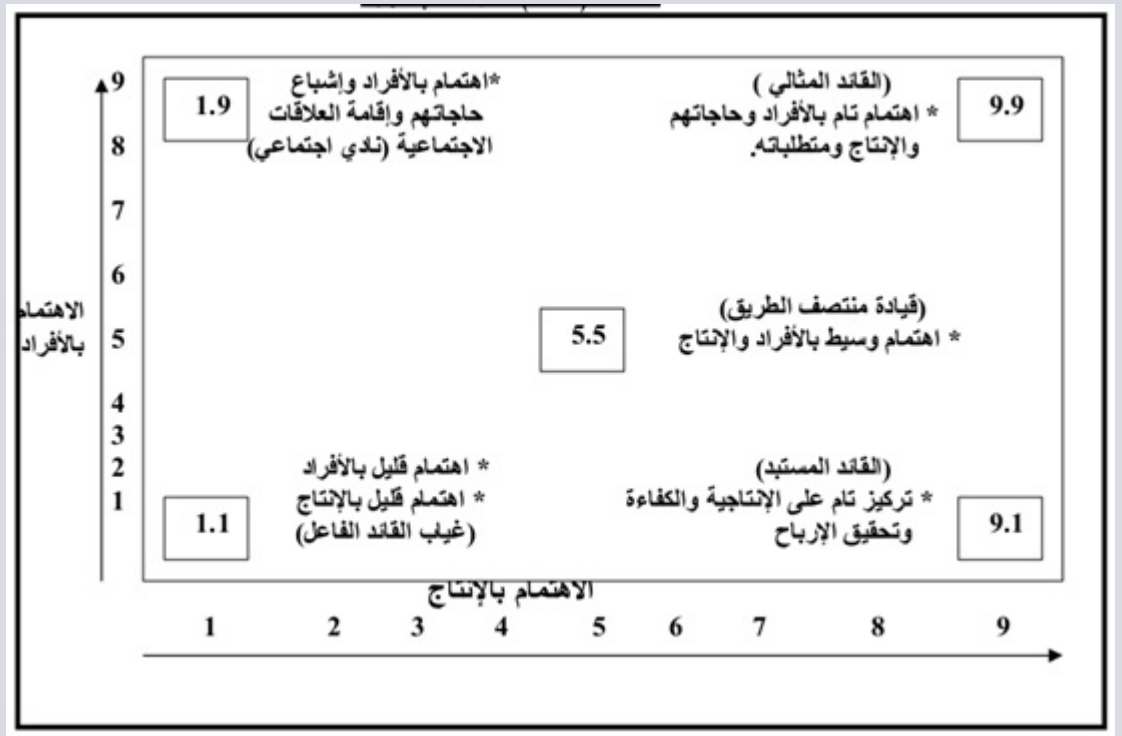 9
8
7
6
5
4
3
2
1
الاهتمام
بالأفراد
1.9
*اهتمام بالأفراد وإشباع
حاجاتهم وإقامة العلاقات
الاجتماعية (نادي اجتماعي)
(القائد المثالي )
* اهتمام تام بالأفراد وحاجاتهم
والإنتاج ومتطلباته.
9.9
5.5
(قيادة منتصف الطريق)
* اهتمام وسيط بالأفراد والإنتاج
1.1
* اهتمام قليل بالأفراد
* اهتمام قليل بالإنتاج
(غياب القائد الفاعل)
(القائد المستبد)
* تركيز تام على الإنتاجية والكفاءة
وتحقيق الإرباح
9.1
الاهتمام بالإنتاج
1 2 3 4 5 6 7 8 9